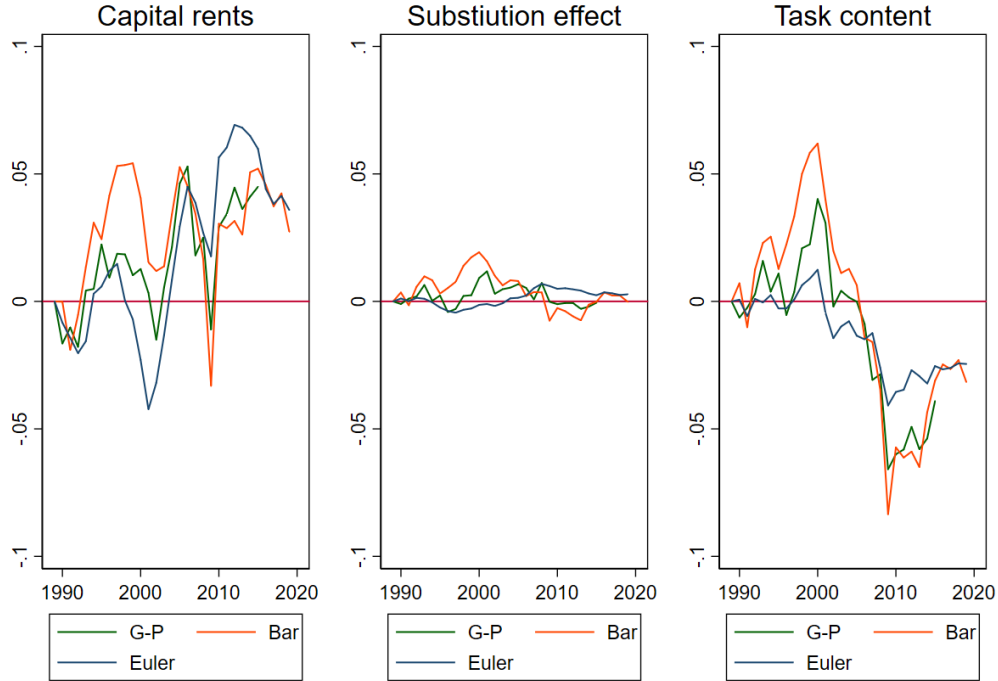 Capital rents
.1
.05
0
-.05
-.1
1990 2000 2010 2020
G-P Bar
Euler
Substiution effect
.1
.05
0
-.05
-.1
1990 2000 2010 2020
G-P Bar
Euler
Task content
.1
.05
0
-.05
-.1
1990 2000 2010 2020
G-P Bar
Euler